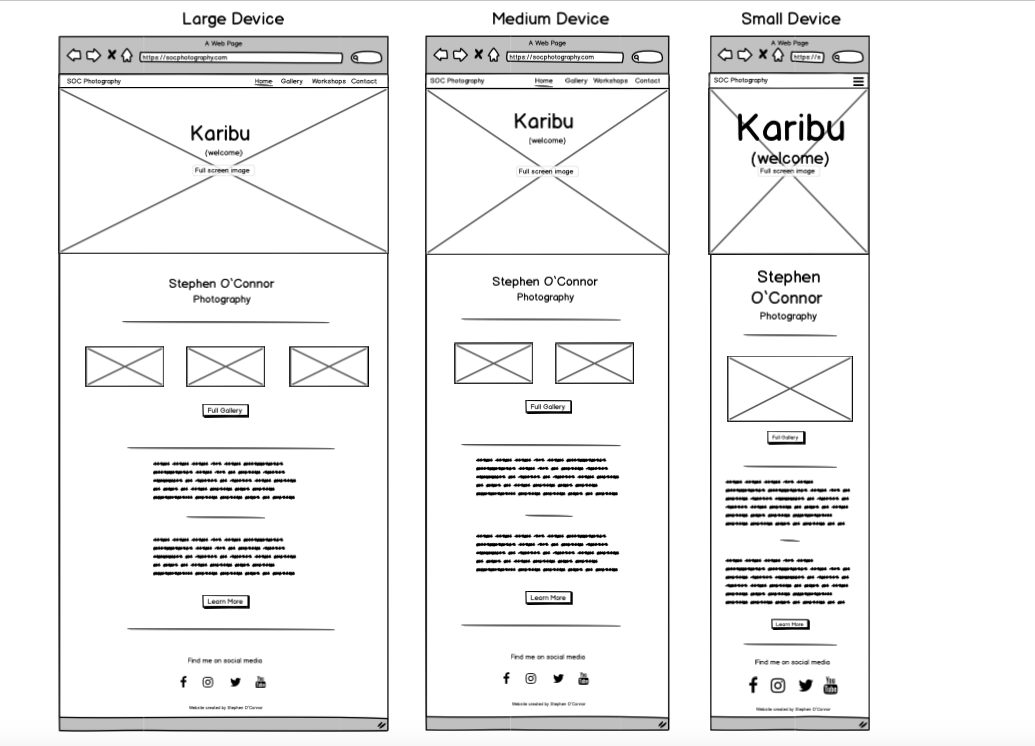 Large Device
A Web Page
https://socphotography.com
SOC Photography Home Gallery Workshops Contact
Karibu
(welcome)
Full screen image
Stephen O'Connor
Photography
Full Gallery
Learn More
Find me on social media
You
Tube
Website created by Stephen O'Connor
Medium Device
A Web Page
https://socphotography.com
SOC Photography Home Gallery Workshops Contact
Karibu
(welcome)
Full screen image
Stephen O'Connor
Photography
Full Gallery
Learn More
Find me on social media
You
Tube
Website created by Stephen O'Connor
Small Device
A Web Page
https://s
SOC Photography
Karibu
(welcome)
Full screen image
Stephen
O'Connor
Photography
Full Gallery
Learn More
Find me on social media
You
Tube
Website created by Stephen O'Connor